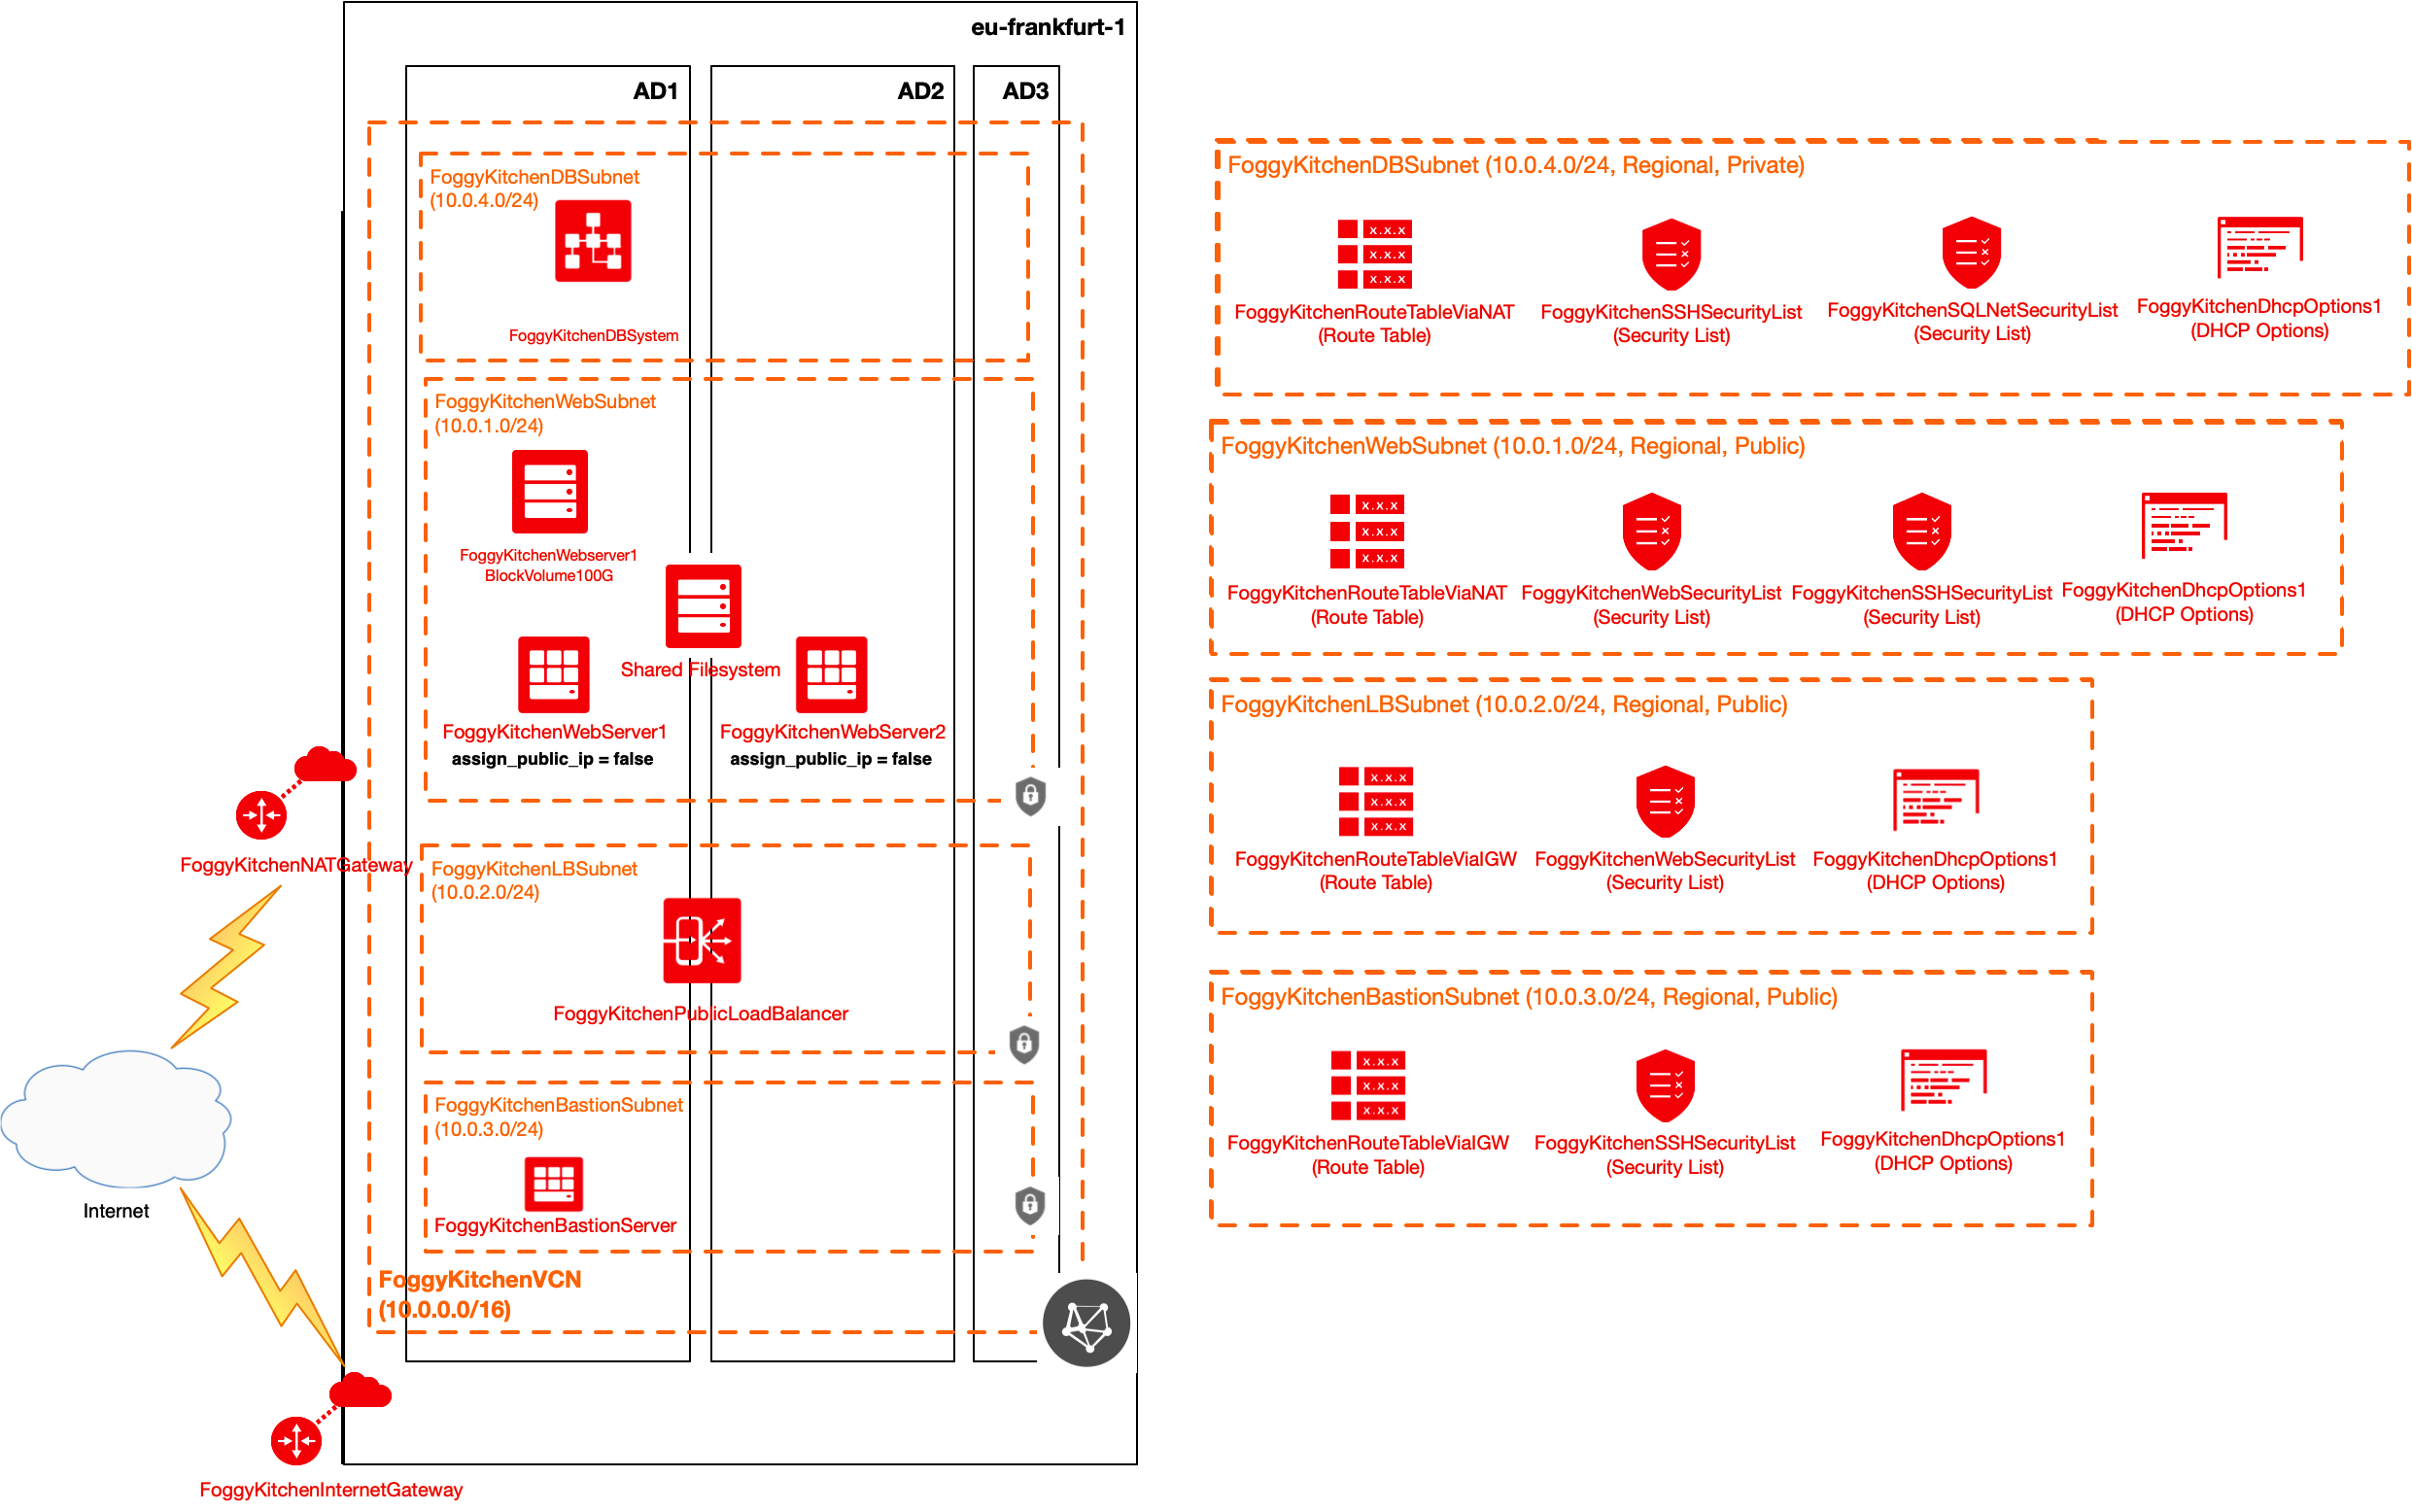 eu-frankfurt-1
AD1
AD2
AD3
FoggyKitchenDBSubnet
(10.0.4.0/24)
FoggyKitchenDBSystem
FoggyKitchenWebSubnet
(10.0.1.0/24)
FoggyKitchenWebserver1
BlockVolume100G
Shared Filesystem
FoggyKitchenWebServer1
assign_public_ip = false
FoggyKitchenWebServer2
assign_public_ip = false
FoggyKitchenNATGateway
FoggyKitchenLBSubnet
(10.0.2.0/24)
FoggyKitchenPublicLoadBalancer
FoggyKitchenBastionSubnet
(10.0.3.0/24)
FoggyKitchenBastionServer
Internet
FoggyKitchenVCN
(10.0.0.0/16)
FoggyKitchenInternetGateway
FoggyKitchenDBSubnet (10.0.4.0/24, Regional, Private)
x.x.x
x.x.x
x.x.x
FoggyKitchenRouteTableViaNAT
(Route Table)
FoggyKitchenSSHSecurityList
(Security List)
FoggyKitchenSQLNetSecurityList
(Security List)
FoggyKitchenDhcpOptions1
(DHCP Options)
FoggyKitchenWebSubnet (10.0.1.0/24, Regional, Public)
x.x.x
x.x.x
x.x.x
FoggyKitchenRouteTableViaNAT
(Route Table)
FoggyKitchenWebSecurityList
(Security List)
FoggyKitchenSSHSecurityList
(Security List)
FoggyKitchenDhcpOptions1
(DHCP Options)
FoggyKitchenLBSubnet (10.0.2.0/24, Regional, Public)
x.x.x
x.x.x
x.x.x
FoggyKitchenRouteTableViaIGW
(Route Table)
FoggyKitchenWebSecurityList
(Security List)
FoggyKitchenDhcpOptions1
(DHCP Options)
FoggyKitchenBastionSubnet (10.0.3.0/24, Regional, Public)
x.x.x
x.x.x
x.x.x
FoggyKitchenRouteTableViaIGW
(Route Table)
FoggyKitchenSSHSecurityList
(Security List)
FoggyKitchenDhcpOptions1
(DHCP Options)